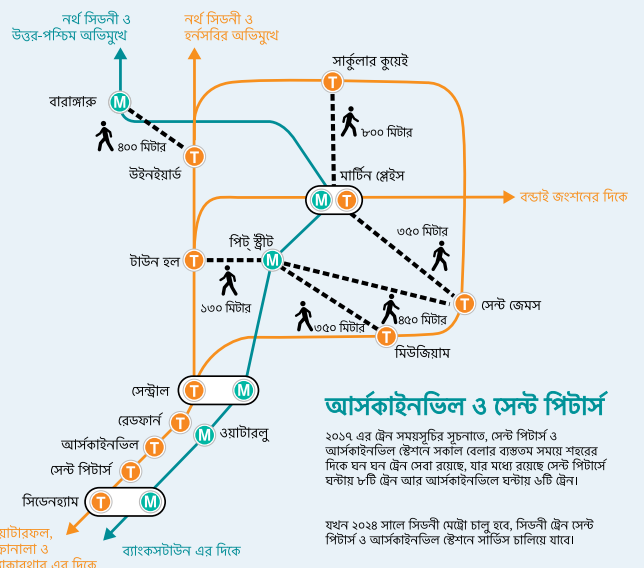 নর্থ সিডনী ও
উত্তর-পশ্চিম অভিমুখে
নর্থ সিডনী ও
হর্নসবির অভিমুখে
সার্কুলার কুয়েই
বারাঙ্গারু
৮০০ মিটার
৪০০ মিটার
উইনইয়ার্ড
মার্টিন প্লেইস
বন্ডাই জংশনের দিকে
৩৫০ মিটার
পিট্ স্ট্রীট
টাউন হল
১৩০ মিটার
সেন্ট জেমস
৪৫০ মিটার
৩৫০ মিটার
মিউজিয়াম
সেন্ট্রাল
রেডফার্ন
ওয়াটারলু
আর্সকাইনভিল
সেন্ট পিটার্স
সিডেনহ্যাম
ব্যাংকসটাউন এর দিকে
আর্সকাইনভিল ও সেন্ট পিটার্স
২০১৭ এর ট্রেন সময়সূচির সূচনাতে, সেন্ট পিটার্স ও
আর্সকাইনভিল স্টেশনে সকাল বেলার ব্যস্ততম সময়ে শহরের
দিকে ঘন ঘন ট্রেন সেবা রয়েছে, যার মধ্যে রয়েছে সেন্ট পিটার্সে
ঘন্টায় ৮টি ট্রেন আর আর্সকাইনভিলে ঘন্টায় ৬টি ট্রেন।
যখন ২০২৪ সালে সিডনী মেট্রো চালু হবে, সিডনী ট্রেন সেন্ট
পিটার্স ও আর্সকাইনভিল স্টেশনে সার্ভিস চালিয়ে যাবে।